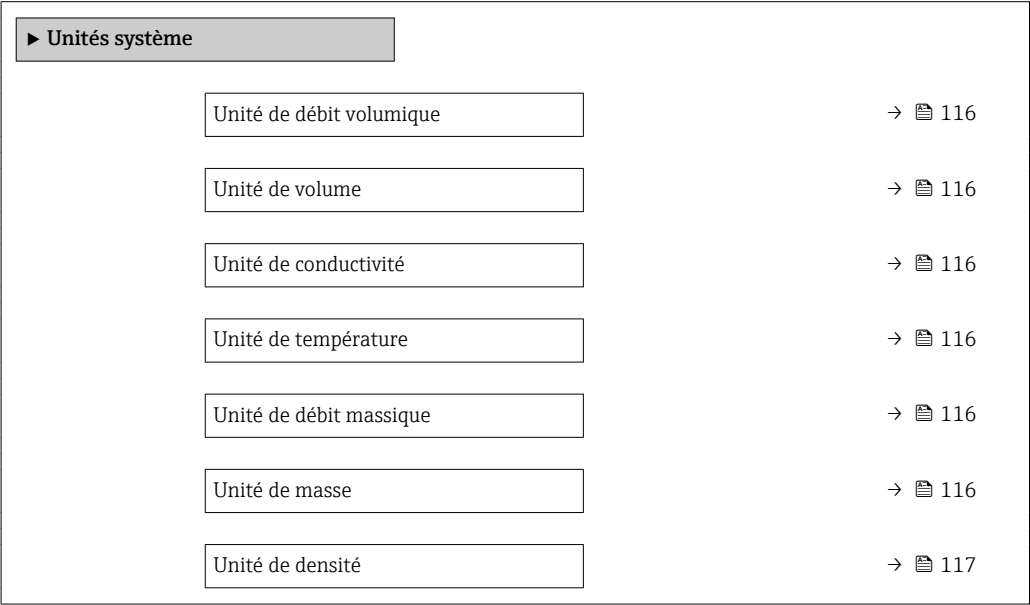 ▶ Unités système
Unité de débit volumique → 116
Unité de volume → 116
Unité de conductivité → 116
Unité de température → 116
Unité de débit massique → 116
Unité de masse → 116
Unité de densité → 117